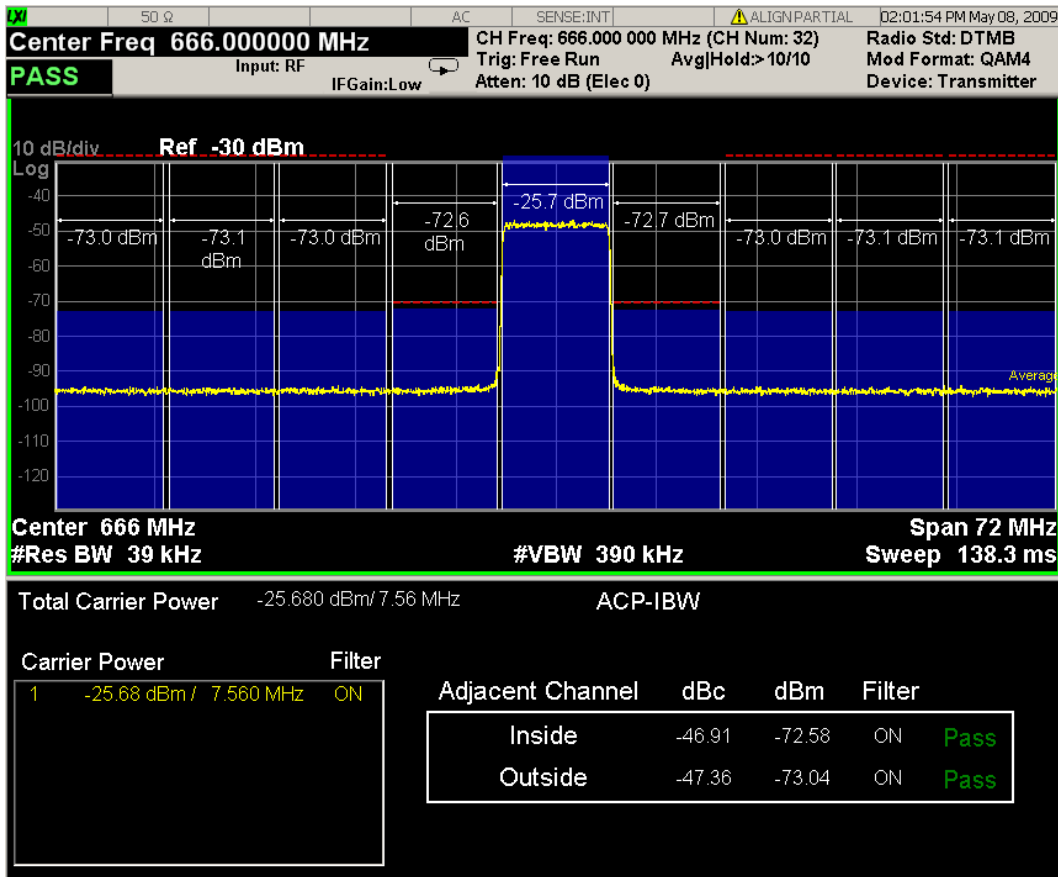 LXI 50 Ω AC SENSE:INT ALIGN PARTIAL 02:01:54 PM May 08, 2009
Center Freq 666.000000 MHz CH Freq: 666.000 000 MHz (CH Num: 32) Radio Std: DTMB
PASS Input: RF Trig: Free Run Avg|Hold:>10/10 Mod Format: QAM4
IFGain:Low Atten: 10 dB (Elec 0) Device: Transmitter
10 dB/div Ref -30 dBm
Log
-40
-25.7 dBm
-50 -73.0 dBm -73.1 dBm -73.0 dBm -72.6 dBm -72.7 dBm -73.0 dBm -73.1 dBm -73.1 dBm
-60
-70
-80
-90
Average
-100
-110
-120
Center 666 MHz Span 72 MHz
#Res BW 39 kHz #VBW 390 kHz Sweep 138.3 ms
Total Carrier Power -25.680 dBm/ 7.56 MHz ACP-IBW
Carrier Power Filter
1 -25.68 dBm / 7.560 MHz ON
Adjacent Channel dBc dBm Filter
Inside -46.91 -72.58 ON Pass
Outside -47.36 -73.04 ON Pass